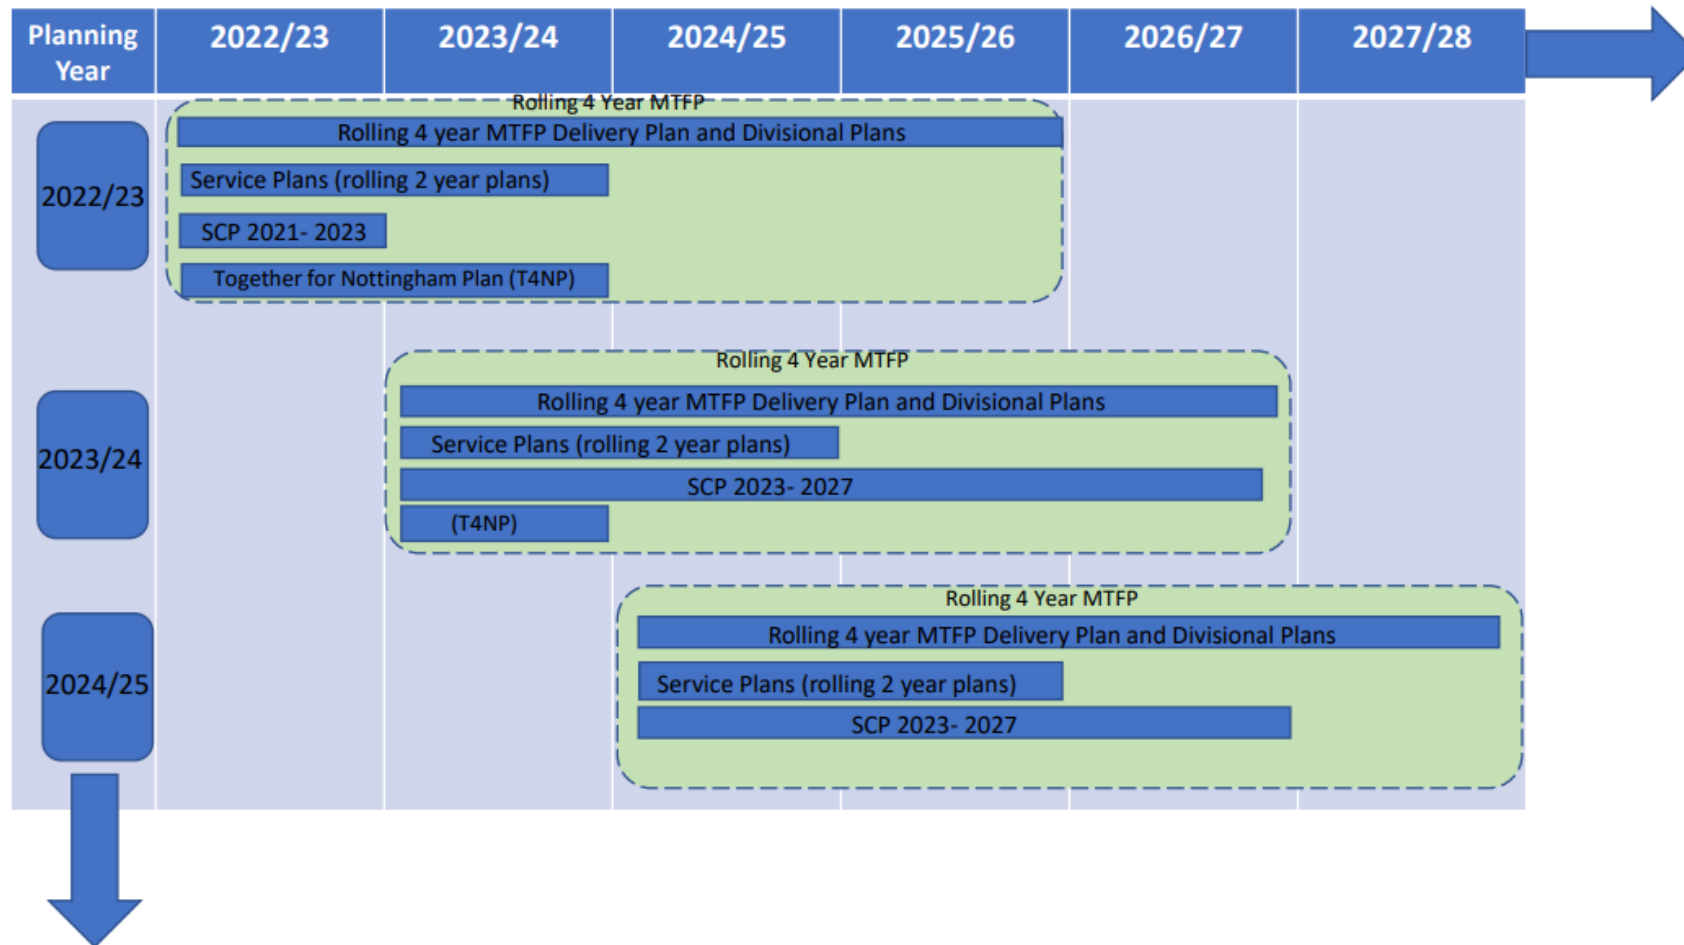 Planning
Year
2022/23
2023/24
2024/25
2025/26
2026/27
2027/28
2022/23
Rolling 4 Year MTFP
Rolling 4 year MTFP Delivery Plan and Divisional Plans
Service Plans (rolling 2 year plans)
SCP 2021- 2023
Together for Nottingham Plan (T4NP)
2023/24
Rolling 4 Year MTFP
Rolling 4 year MTFP Delivery Plan and Divisional Plans
Service Plans (rolling 2 year plans)
SCP 2023- 2027
(T4NP)
2024/25
Rolling 4 Year MTFP
Rolling 4 year MTFP Delivery Plan and Divisional Plans
Service Plans (rolling 2 year plans)
SCP 2023- 2027